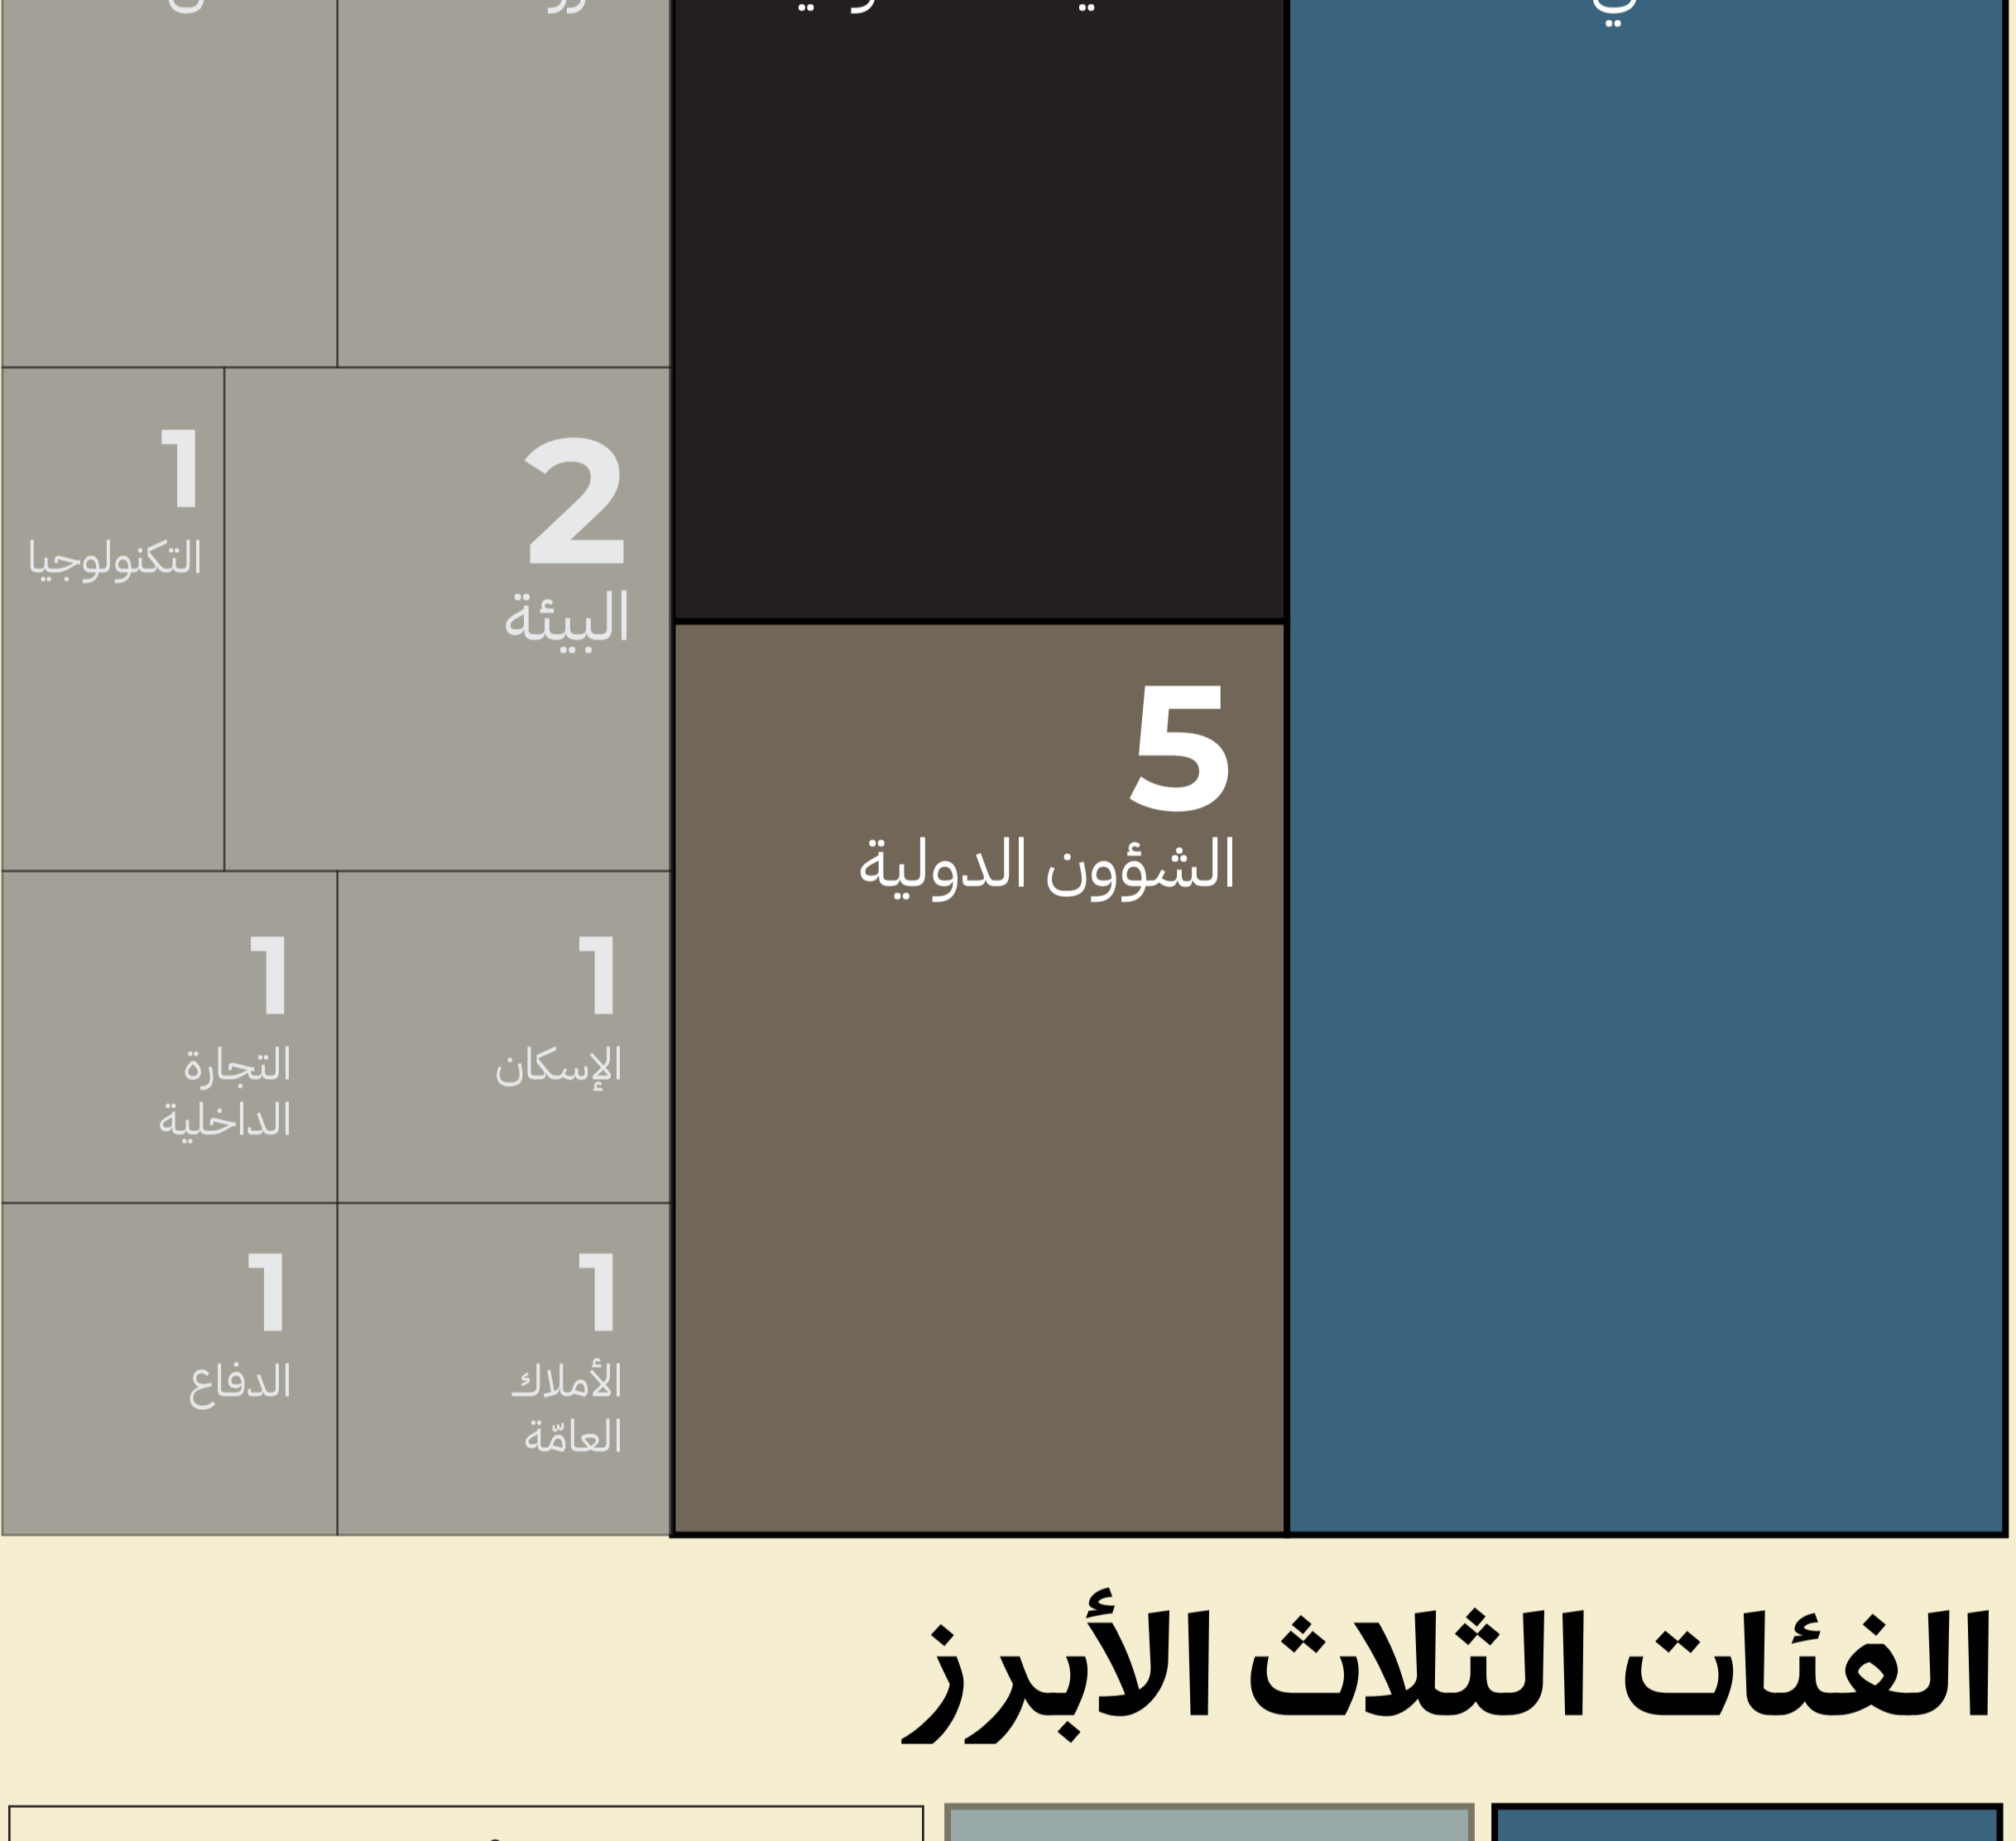 5
الشؤون الدولية
2
البيئة
1
التكنولوجيا
1
الإسكان
1
التجارة
الداخلية
1
الأملاك
العامّة
1
الدفاع
الفئات الثلاث الأبرز